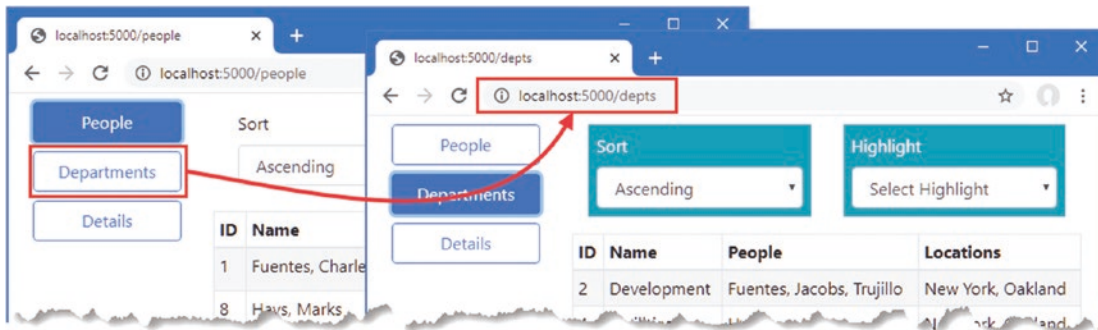 localhost:5000/people
localhost:5000/people
People
Departments
Details
Sort
Ascending
ID Name
1 Fuentes, Charle
8 Hays, Marks
localhost:5000/depts
localhost:5000/depts
People
Departments
Details
Sort
Ascending
Highlight
Select Highlight
ID Name People Locations
2 Development Fuentes, Jacobs, Trujillo New York, Oakland